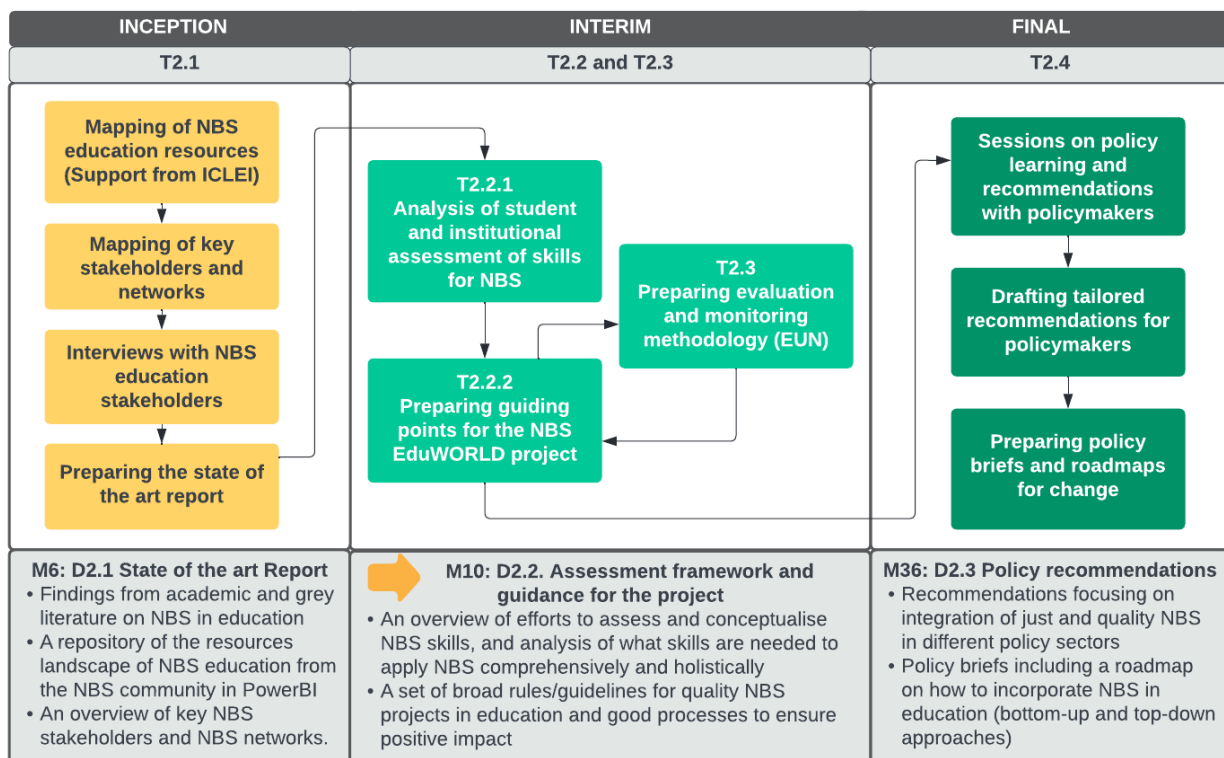 INCEPTION
INTERIM
FINAL
T2.1
T2.2 and T2.3
T2.4
Mapping of NBS
education resources
(Support from ICLEI)
Mapping of key
stakeholders and
networks
Interviews with NBS
education
stakeholders
Preparing the state of
the art report
T2.2.1
Analysis of student
and institutional
assessment of skills
for NBS
T2.2.2
Preparing guiding
points for the NBS
EduWORLD project
T2.3
Preparing evaluation
and monitoring
methodology (EUN)
Sessions on policy
learning and
recommendations
with policymakers
Drafting tailored
recommendations for
policymakers
Preparing policy
briefs and roadmaps
for change
M6: D2.1 State of the art Report
• Findings from academic and grey
literature on NBS in education
• A repository of the resources
landscape of NBS education from
the NBS community in PowerBI
• An overview of key NBS
stakeholders and NBS networks.
M10: D2.2. Assessment framework and
guidance for the project
• An overview of efforts to assess and conceptualise
NBS skills, and analysis of what skills are needed to
apply NBS comprehensively and holistically
• A set of broad rules/guidelines for quality NBS
projects in education and good processes to ensure
positive impact
M36: D2.3 Policy recommendations
• Recommendations focusing on
integration of just and quality NBS
in different policy sectors
• Policy briefs including a roadmap
on how to incorporate NBS in
education (bottom-up and top-down
approaches)